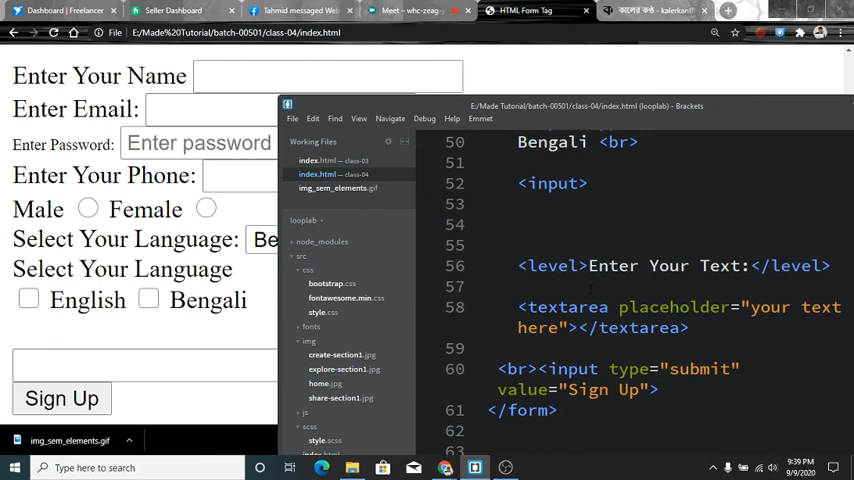 Dashboard | Freelancer
Seller Dashboard
Tahmid messaged
Meet – whc-zeag-
HTML Form Tag
কালের কণ্ঠ - kalerkant
File | E:/Made%20Tutorial/batch-00501/class-04/index.html
Enter Your Name
Enter Email:
Enter Password: Enter password
Enter Your Phone:
Male Female
Select Your Language: Be
Select Your Language
English Bengali
Sign Up
E:/Made Tutorial/batch-00501/class-04/index.html (looplab) - Brackets
File Edit Find View Navigate Debug Help Emmet
Working Files
index.html — class-03
index.html — class-04
img_sem_elements.gif
looplab
node_modules
src
css
bootstrap.css
fontawesome.min.css
style.css
fonts
img
create-section1.jpg
explore-section1.jpg
home.jpg
share-section1.jpg
js
scss
style.scss
50 Bengali <br>
51
52 <input>
53
54
55
56 <level>Enter Your Text:</level>
57
58 <textarea placeholder="your text
here"></textarea>
59
60 <br><input type="submit"
value="Sign Up">
61 </form>
62
63
img_sem_elements.gif
Type here to search
9:39 PM
9/9/2020